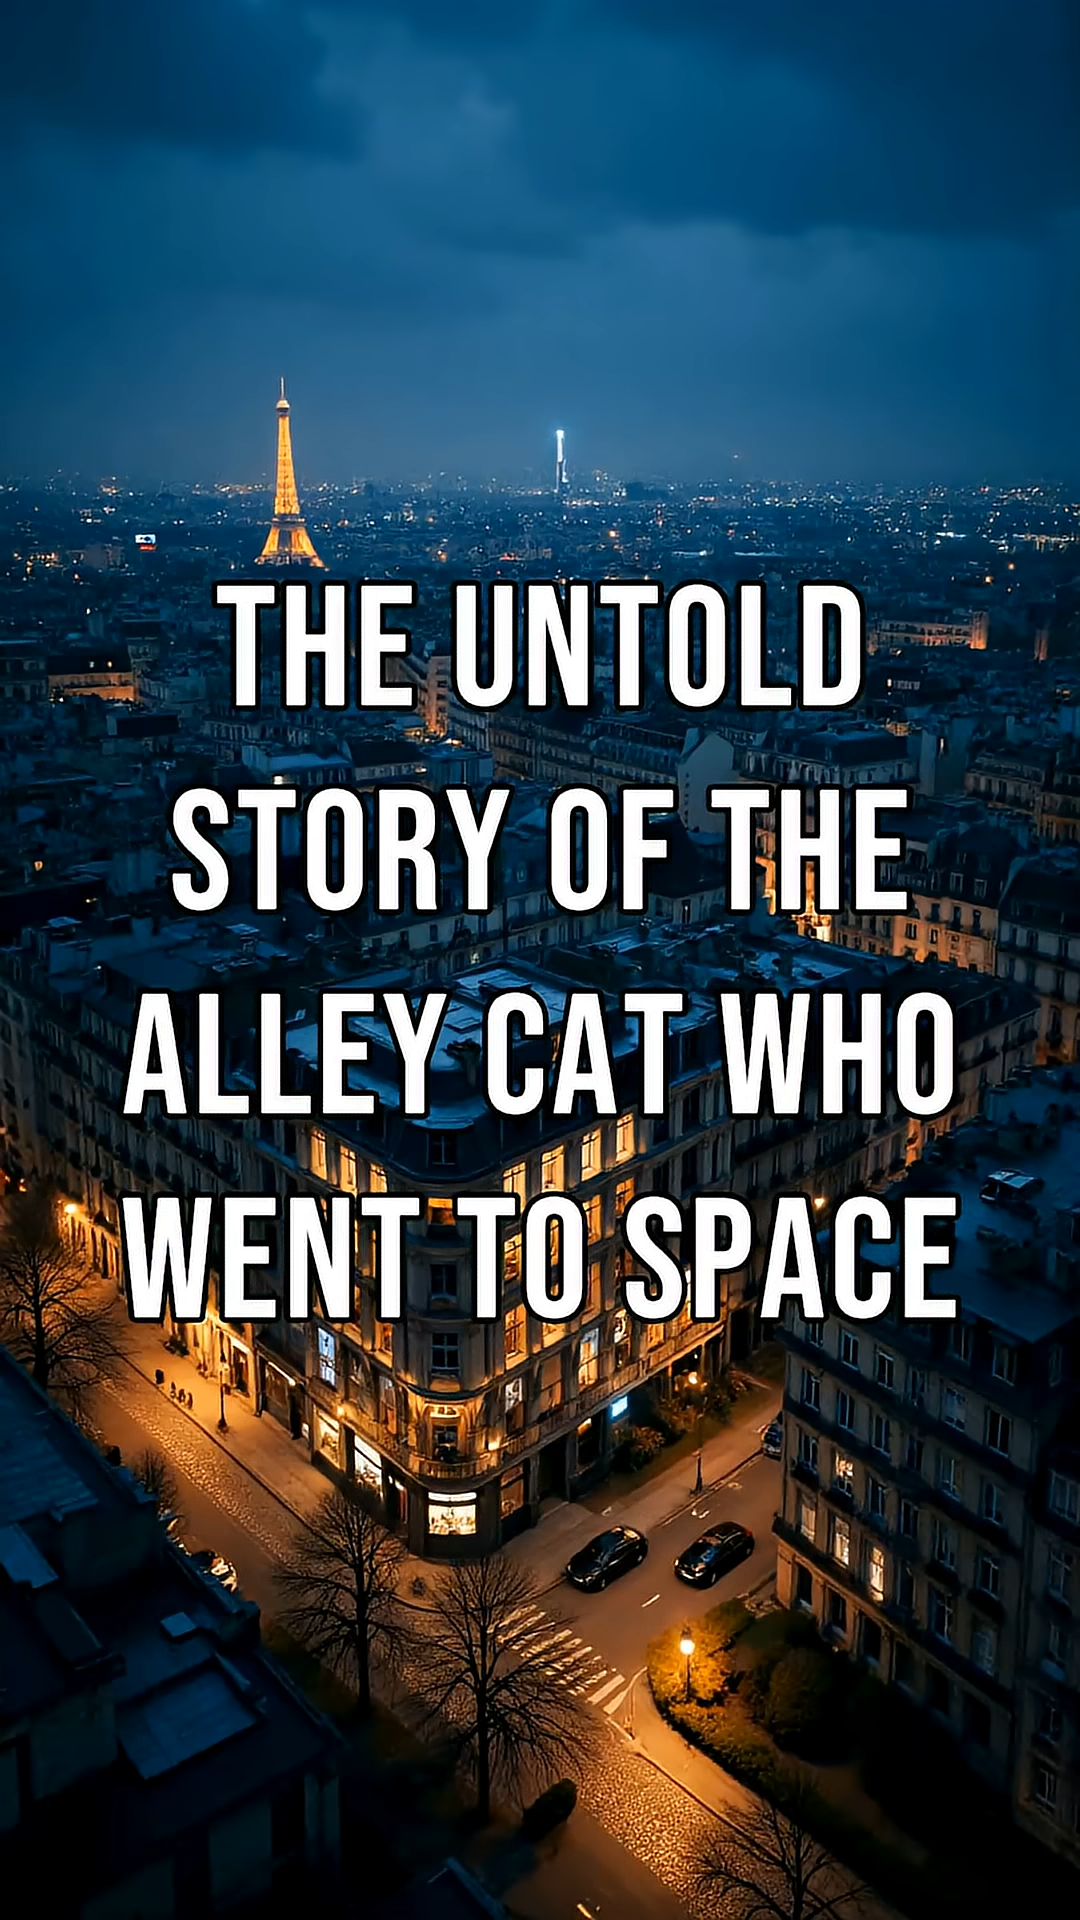 THE UNTOLD
STORY OF THE
ALLEY CAT WHO
WENT TO SPACE